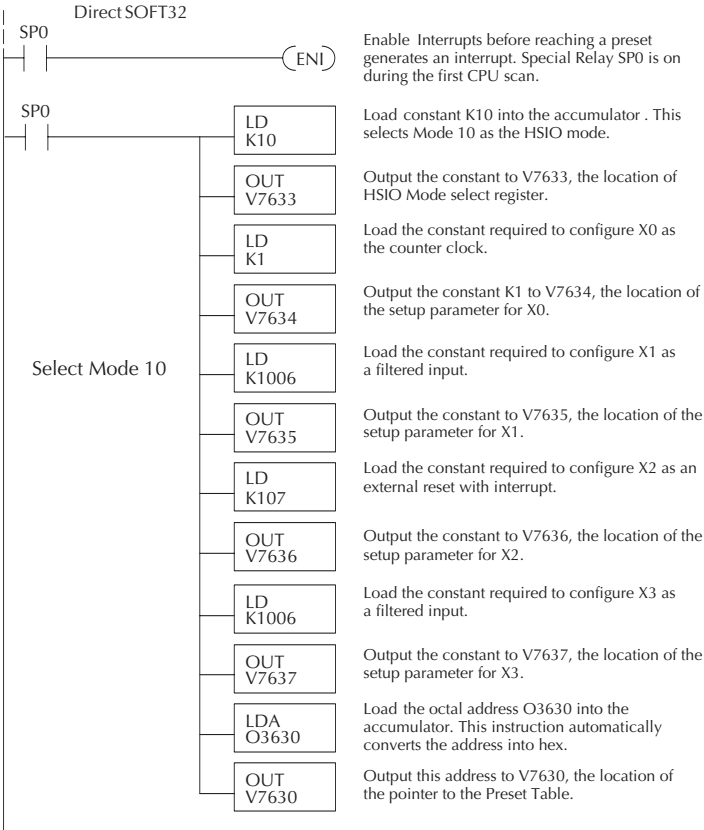 Direct SOFT32
SP0
ENI
Enable Interrupts before reaching a preset
generates an interrupt. Special Relay SP0 is on
during the first CPU scan.
SP0
LD
K10
Load constant K10 into the accumulator . This
selects Mode 10 as the HSIO mode.
OUT
V7633
Output the constant to V7633, the location of
HSIO Mode select register.
LD
K1
Load the constant required to configure X0 as
the counter clock.
OUT
V7634
Output the constant K1 to V7634, the location of
the setup parameter for X0.
Select Mode 10
LD
K1006
Load the constant required to configure X1 as
a filtered input.
OUT
V7635
Output the constant to V7635, the location of the
setup parameter for X1.
LD
K107
Load the constant required to configure X2 as an
external reset with interrupt.
OUT
V7636
Output the constant to V7636, the location of the
setup parameter for X2.
LD
K1006
Load the constant required to configure X3 as
a filtered input.
OUT
V7637
Output the constant to V7637, the location of the
setup parameter for X3.
LDA
O3630
Load the octal address O3630 into the
accumulator. This instruction automatically
converts the address into hex.
OUT
V7630
Output this address to V7630, the location of
the pointer to the Preset Table.